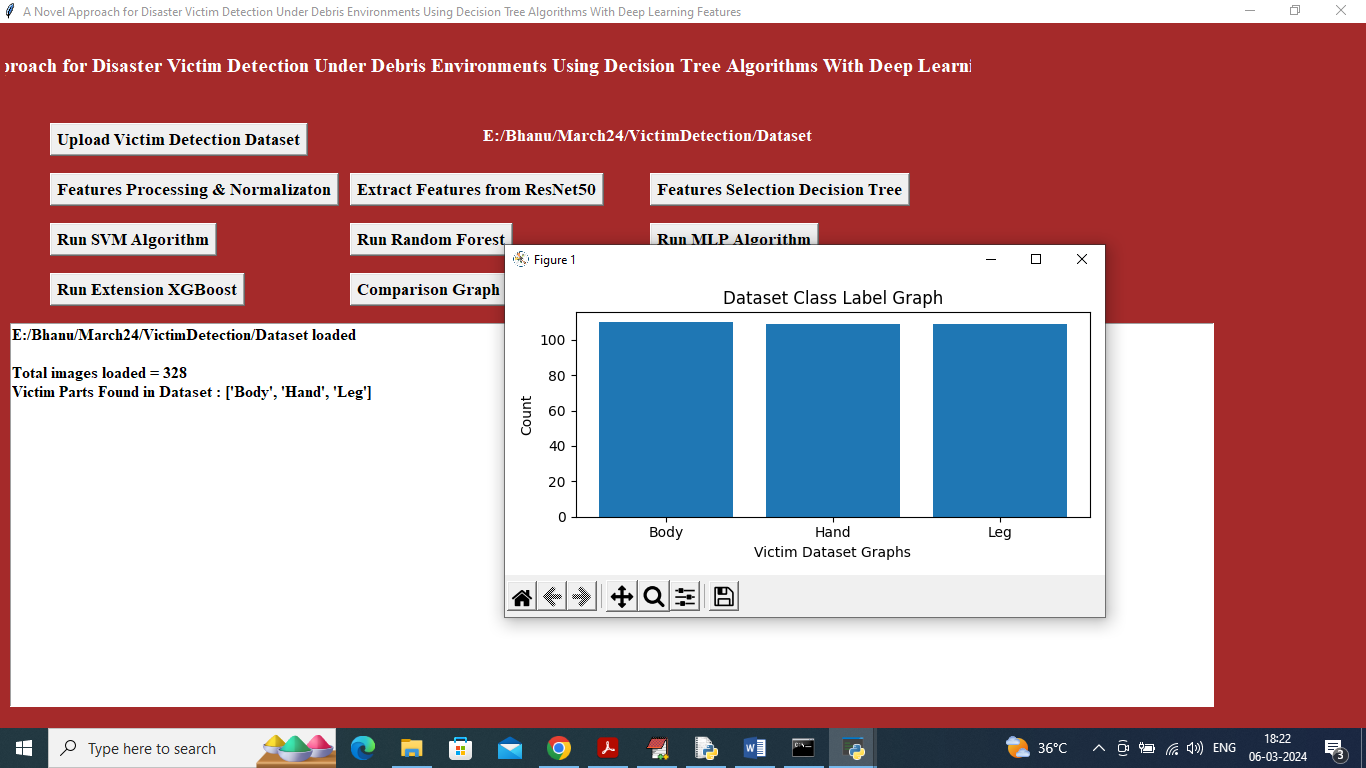 A Novel Approach for Disaster Victim Detection Under Debris Environments Using Decision Tree Algorithms With Deep Learning Features
proach for Disaster Victim Detection Under Debris Environments Using Decision Tree Algorithms With Deep Learni
Upload Victim Detection Dataset
E:/Bhanu/March24/VictimDetection/Dataset
Features Processing & Normalizaton
Extract Features from ResNet50
Features Selection Decision Tree
Run SVM Algorithm
Run Random Forest
Run MLP Algorithm
Run Extension XGBoost
Comparison Graph
E:/Bhanu/March24/VictimDetection/Dataset loaded
Total images loaded = 328
Victim Parts Found in Dataset : ['Body', 'Hand', 'Leg']
Figure 1
Dataset Class Label Graph
Count
100
80
60
40
20
0
Body
Hand
Leg
Victim Dataset Graphs
Type here to search
36°C
ENG
18:22
06-03-2024
3